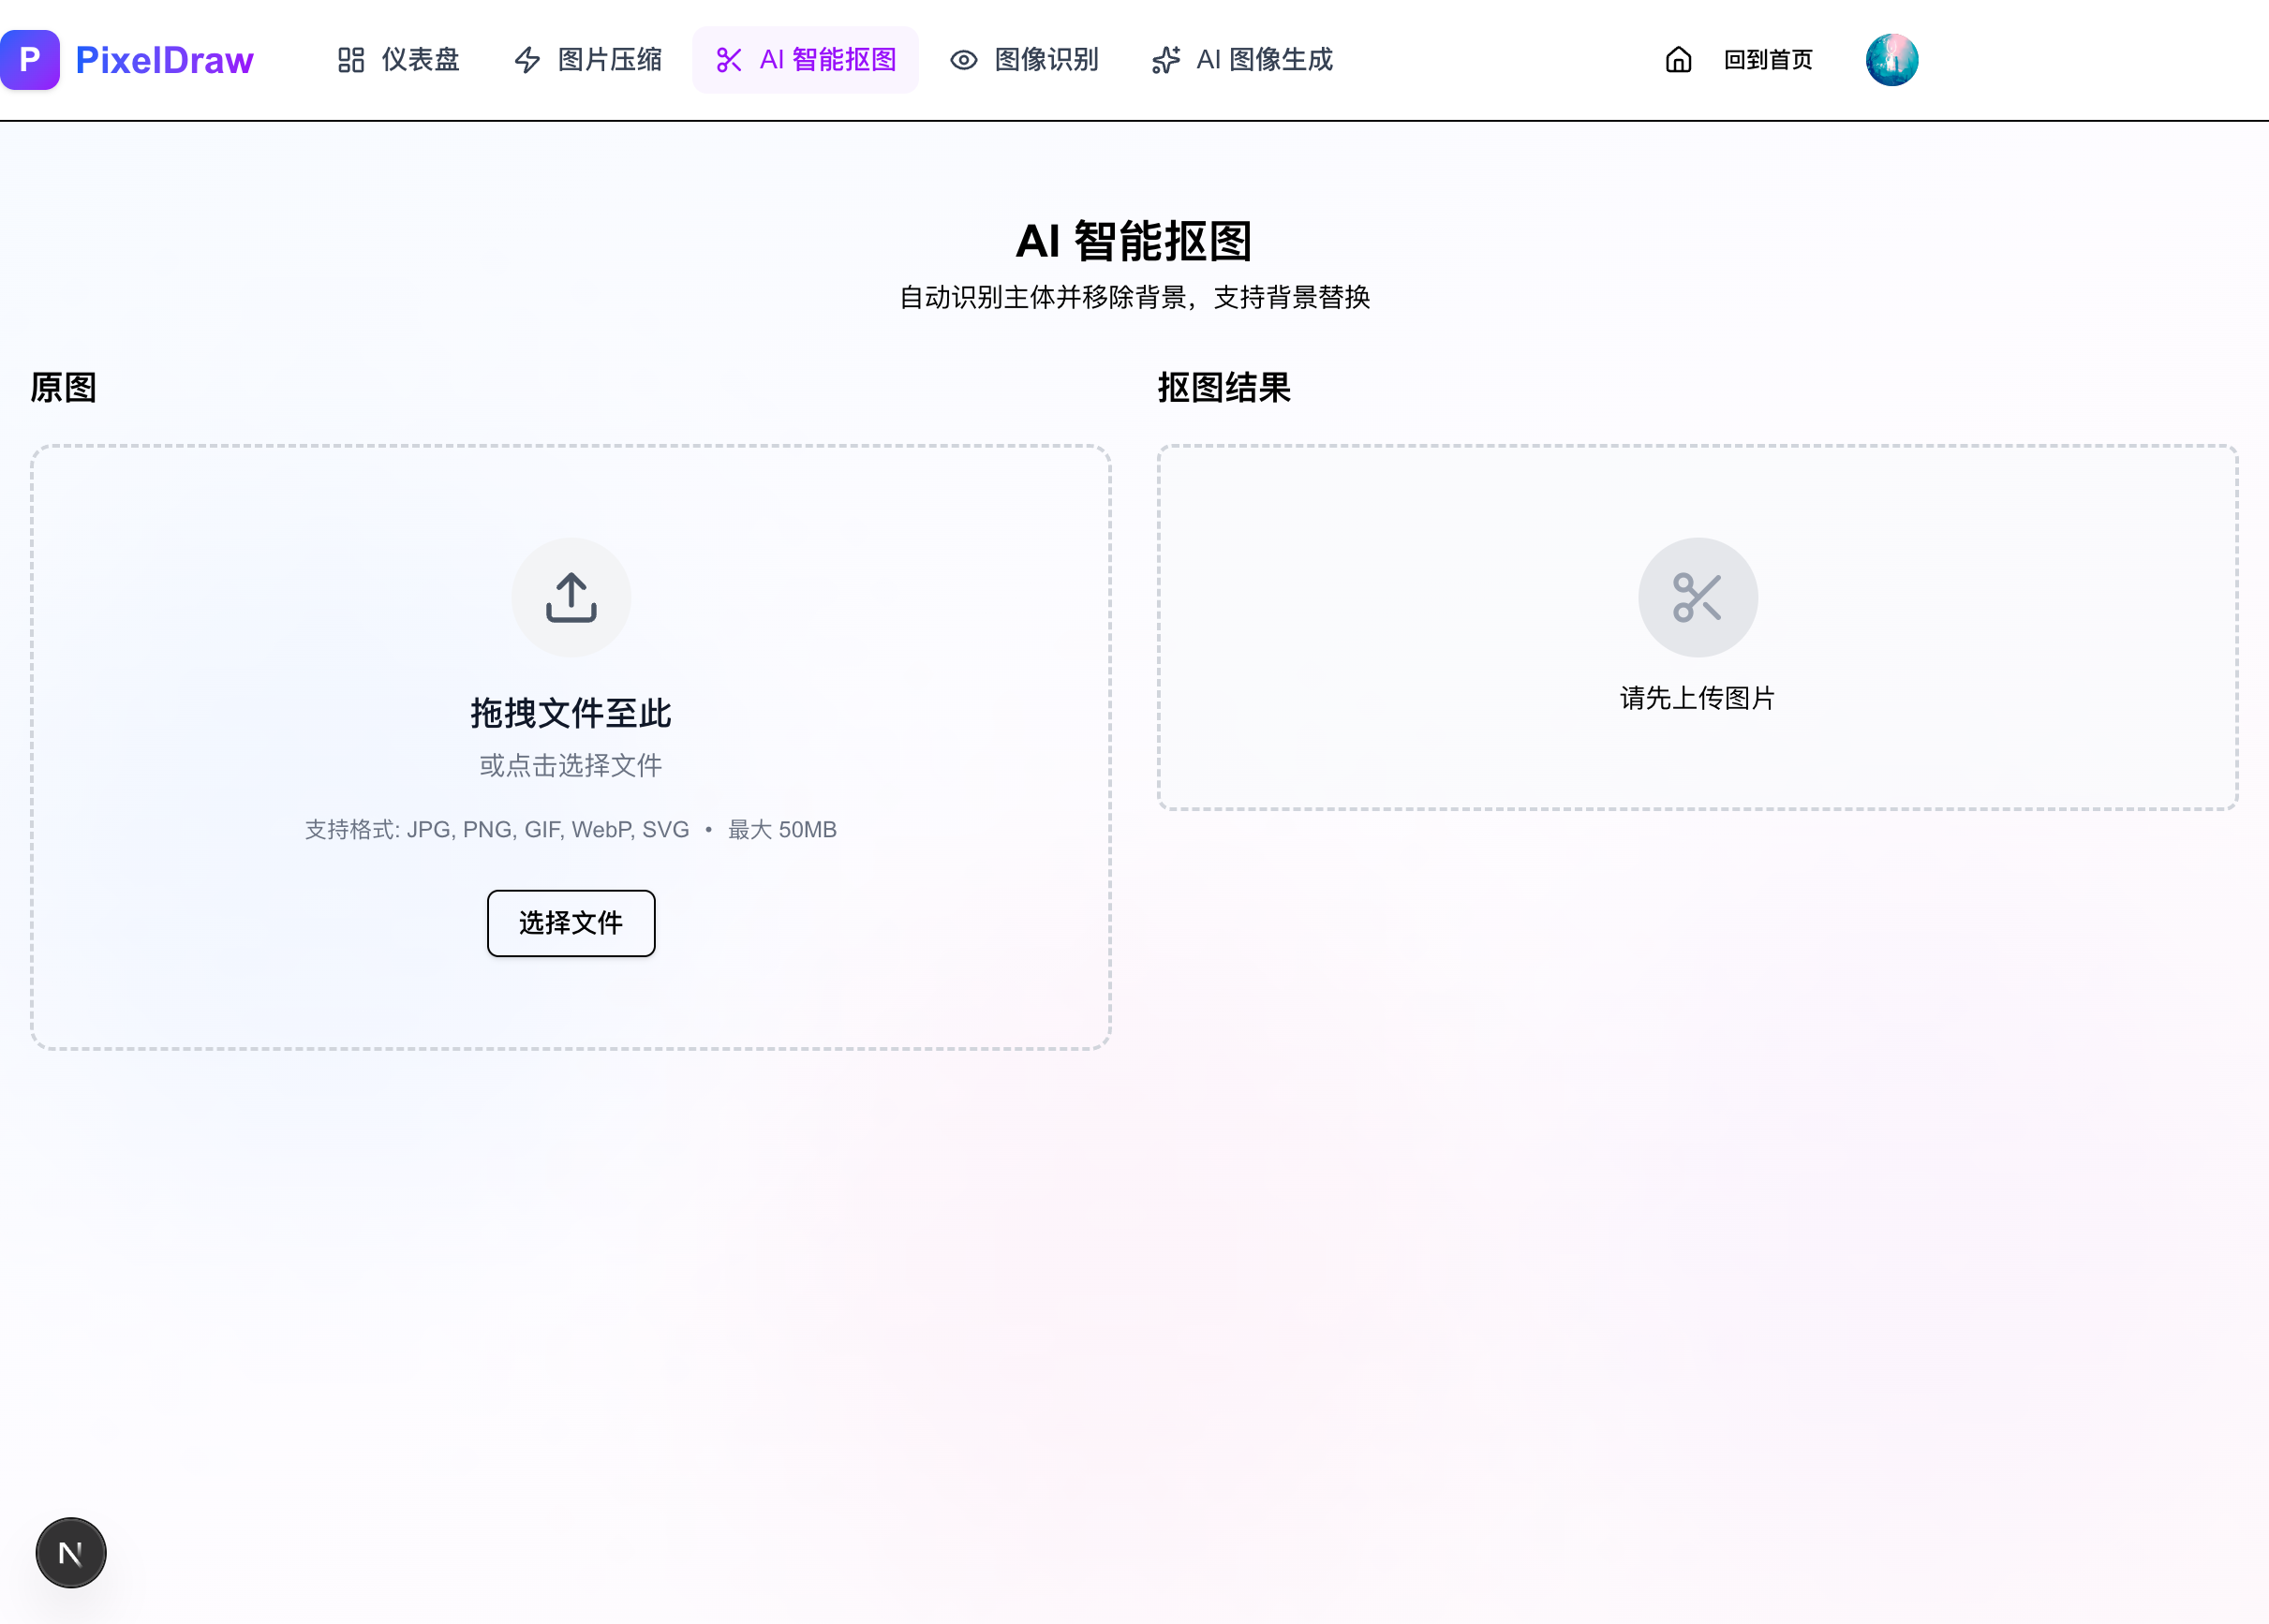 P PixelDraw 仪表盘 图片压缩 AI 智能抠图 图像识别 AI 图像生成 回到首页
AI 智能抠图
自动识别主体并移除背景，支持背景替换
原图
抠图结果
拖拽文件至此
或点击选择文件
支持格式: JPG, PNG, GIF, WebP, SVG • 最大 50MB
选择文件
请先上传图片
N